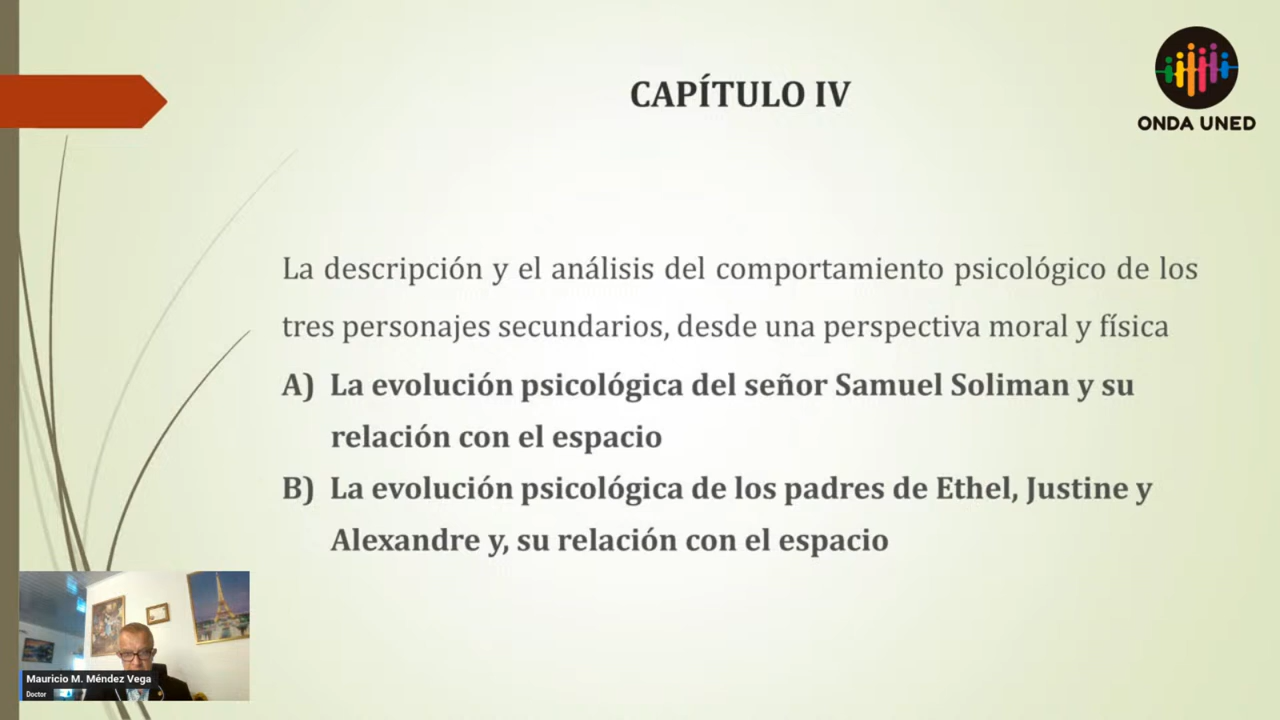 CAPÍTULO IV
ONDA UNED
La descripción y el análisis del comportamiento psicológico de los
tres personajes secundarios, desde una perspectiva moral y física
A) La evolución psicológica del señor Samuel Soliman y su
relación con el espacio
B) La evolución psicológica de los padres de Ethel, Justine y
Alexandre y, su relación con el espacio
Mauricio M. Méndez Vega
Doctor